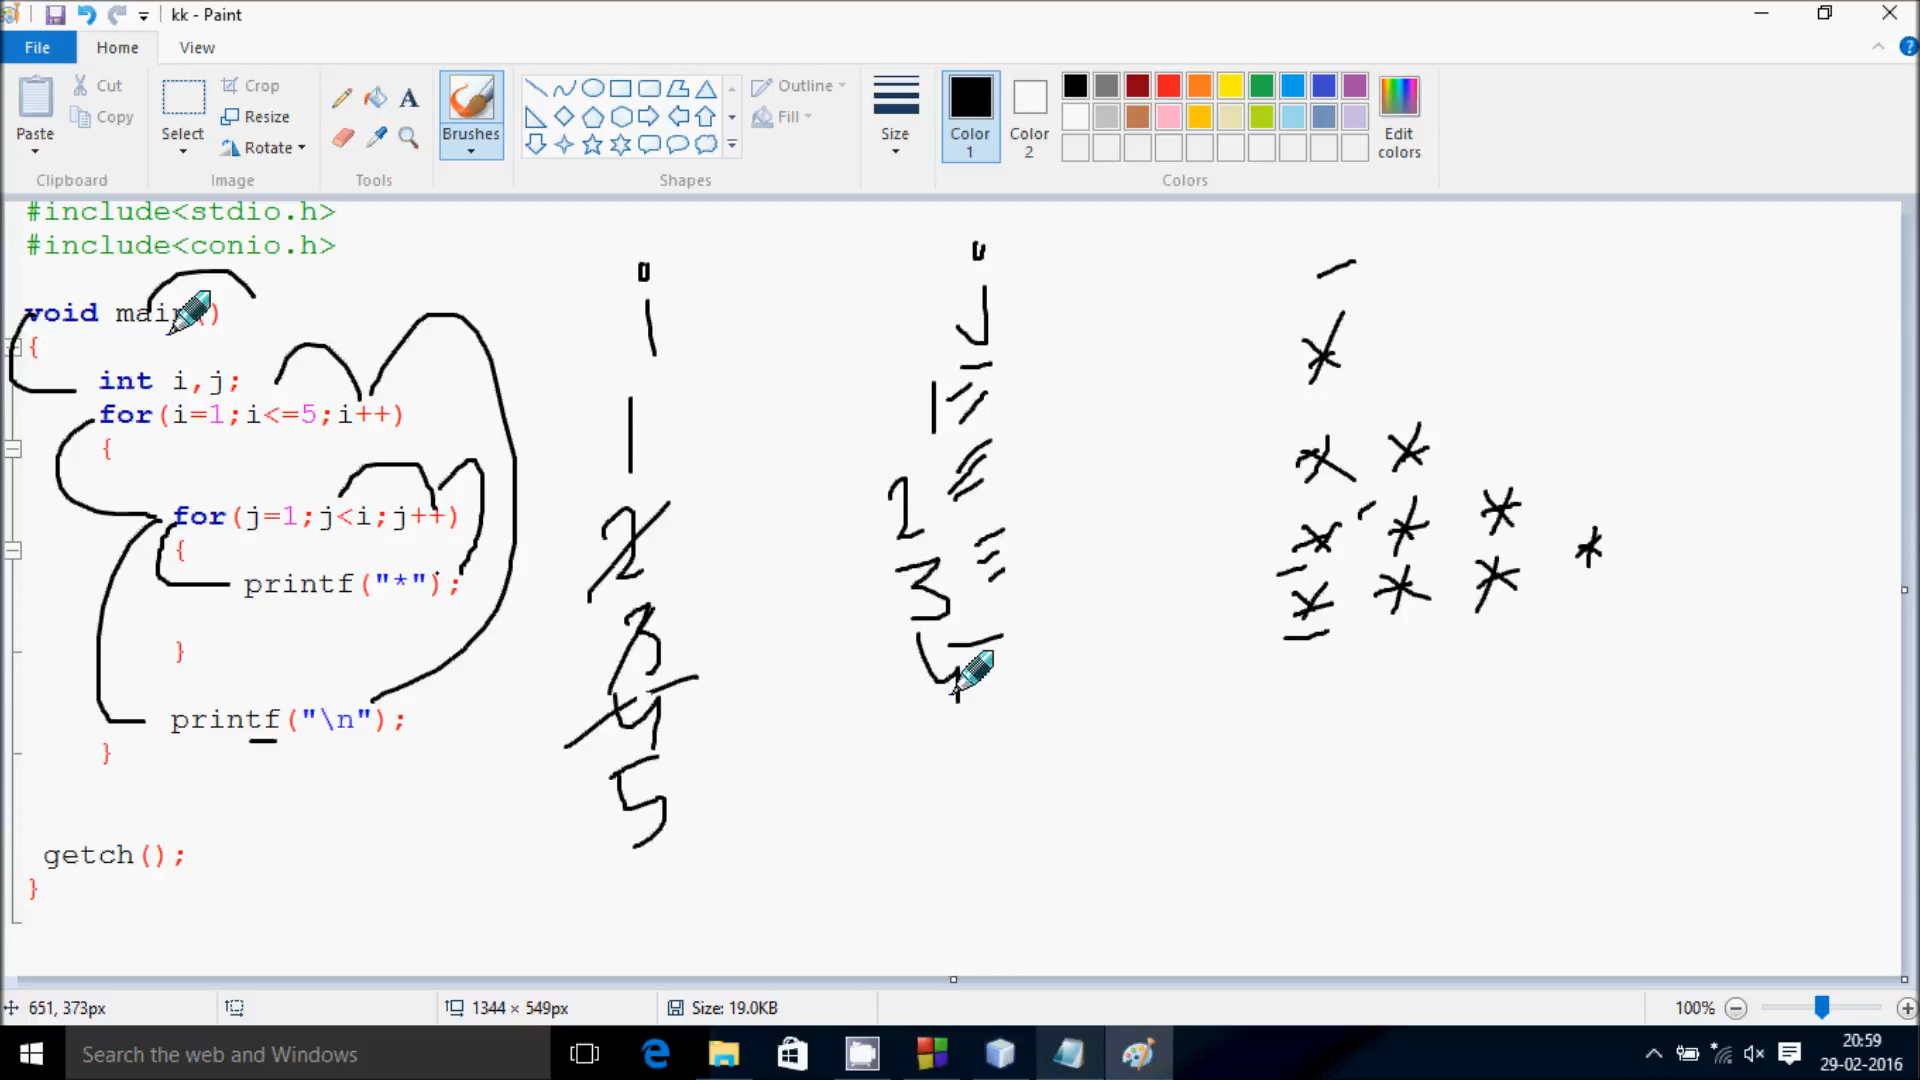 kk - Paint
File Home View
Paste Cut Copy Clipboard
Select Crop Resize Rotate Image
Tools
Brushes
Shapes Outline Fill
Size
Color 1 Color 2 Edit colors Colors
#include<stdio.h>
#include<conio.h>
void main()
{
int i,j;
for(i=1;i<=5;i++)
{
for(j=1;j<i;j++)
{
printf("*");
}
printf("\n");
}
getch();
}
i
1
2
3
4
5
j
1
2
3
4
*
* *
* * *
* * * *
651, 373px 1344 × 549px Size: 19.0KB 100%
Search the web and Windows
20:59
29-02-2016